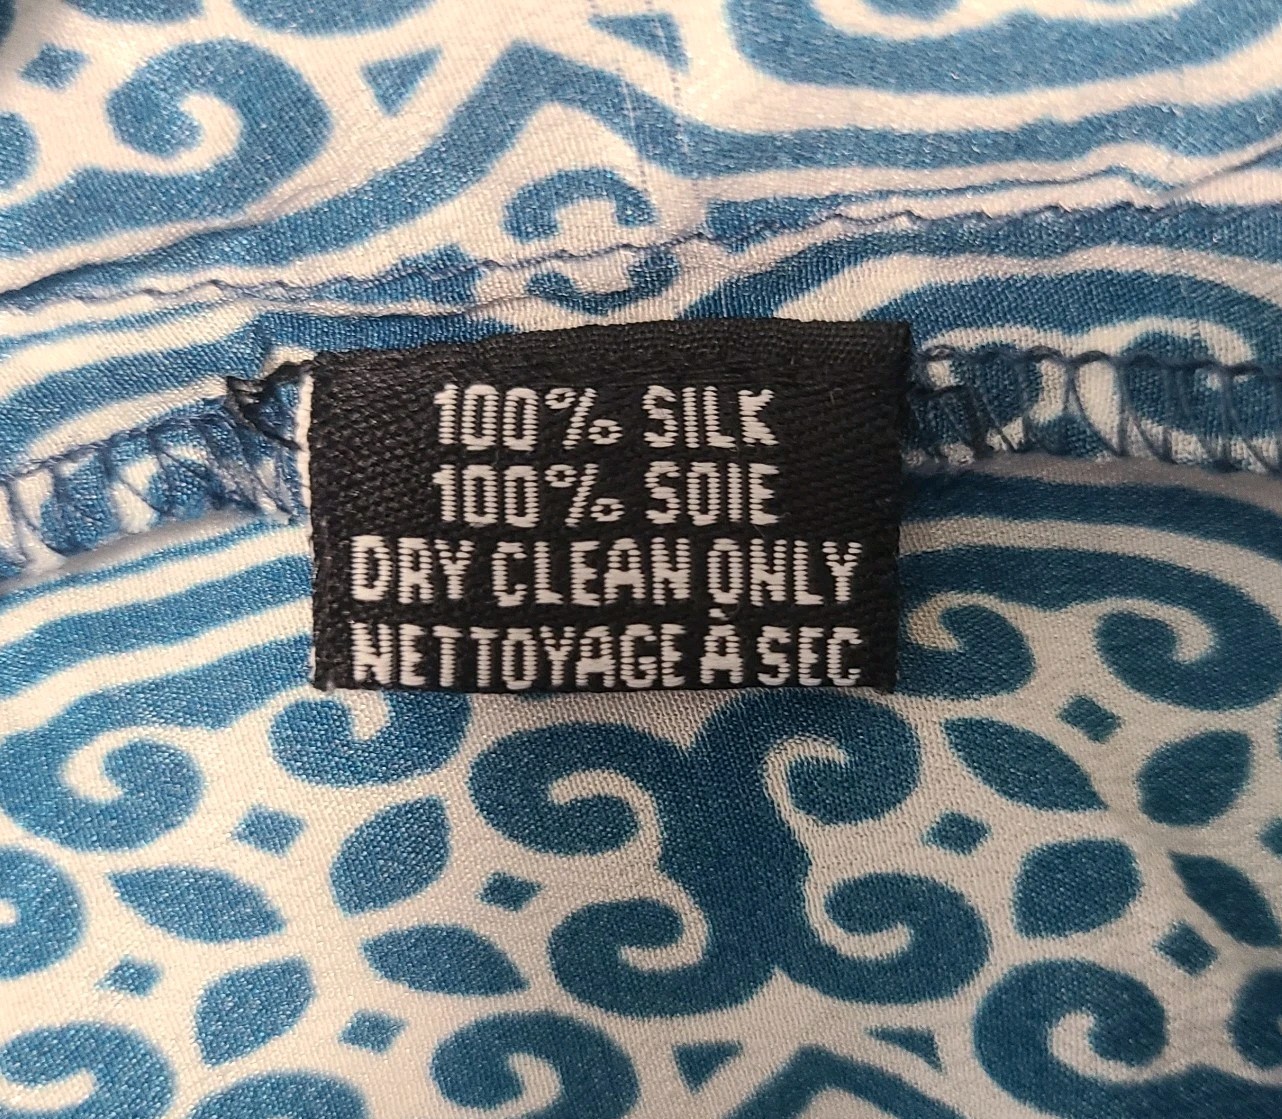 100% SILK
100% SOIE
DRY CLEAN ONLY
NETTOYAGE À SEC